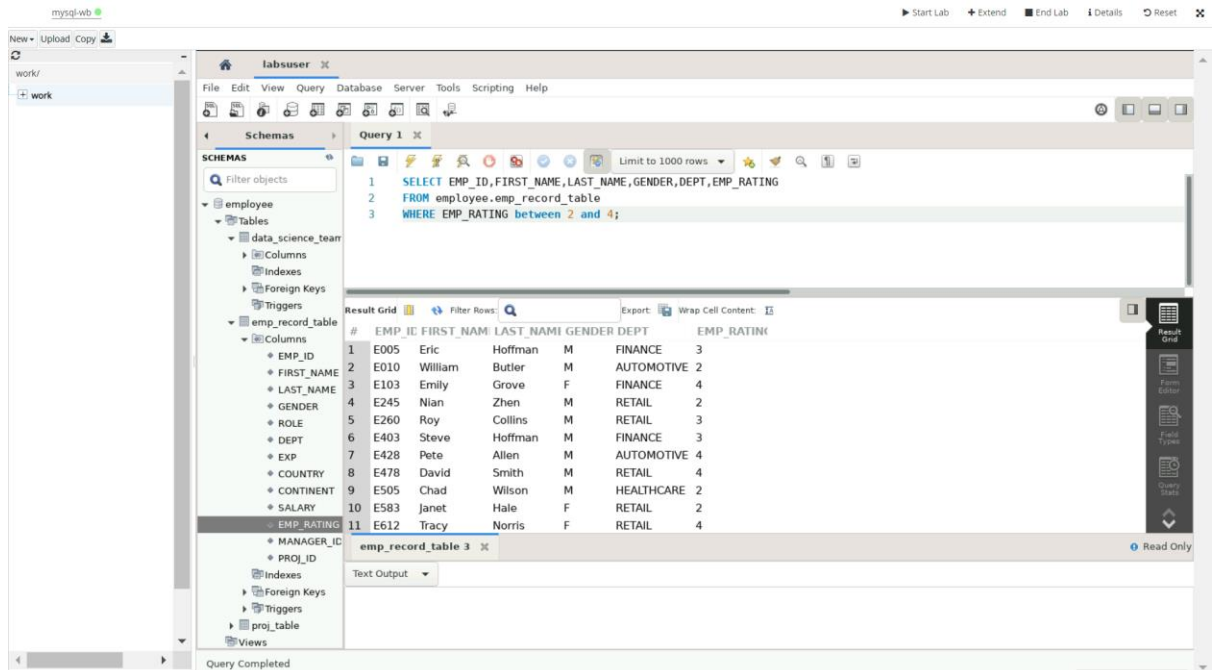 mysql-wb
Start Lab Extend End Lab Details Reset
New Upload Copy
work/
work
labsuser
File Edit View Query Database Server Tools Scripting Help
Schemas
Query 1
SCHEMAS
Filter objects
Limit to 1000 rows
employee
Tables
data_science_team
Columns
Indexes
Foreign Keys
Triggers
emp_record_table
Columns
EMP_ID
FIRST_NAME
LAST_NAME
GENDER
ROLE
DEPT
EXP
COUNTRY
CONTINENT
SALARY
EMP_RATING
MANAGER_ID
PROJ_ID
Indexes
Foreign Keys
Triggers
proj_table
Views
1 SELECT EMP_ID,FIRST_NAME,LAST_NAME,GENDER,DEPT,EMP_RATING
2 FROM employee.emp_record_table
3 WHERE EMP_RATING between 2 and 4;
Result Grid Filter Rows: Export: Wrap Cell Content:
# EMP_ID FIRST_NAM LAST_NAMI GENDER DEPT EMP_RATING
1 E005 Eric Hoffman M FINANCE 3
2 E010 William Butler M AUTOMOTIVE 2
3 E103 Emily Grove F FINANCE 4
4 E245 Nian Zhen M RETAIL 2
5 E260 Roy Collins M RETAIL 3
6 E403 Steve Hoffman M FINANCE 3
7 E428 Pete Allen M AUTOMOTIVE 4
8 E478 David Smith M RETAIL 4
9 E505 Chad Wilson M HEALTHCARE 2
10 E583 Janet Hale F RETAIL 2
11 E612 Tracy Norris F RETAIL 4
Result
Grid
Form
Editor
Field
Types
Query
Stats
emp_record_table 3
Read Only
Text Output
Query Completed